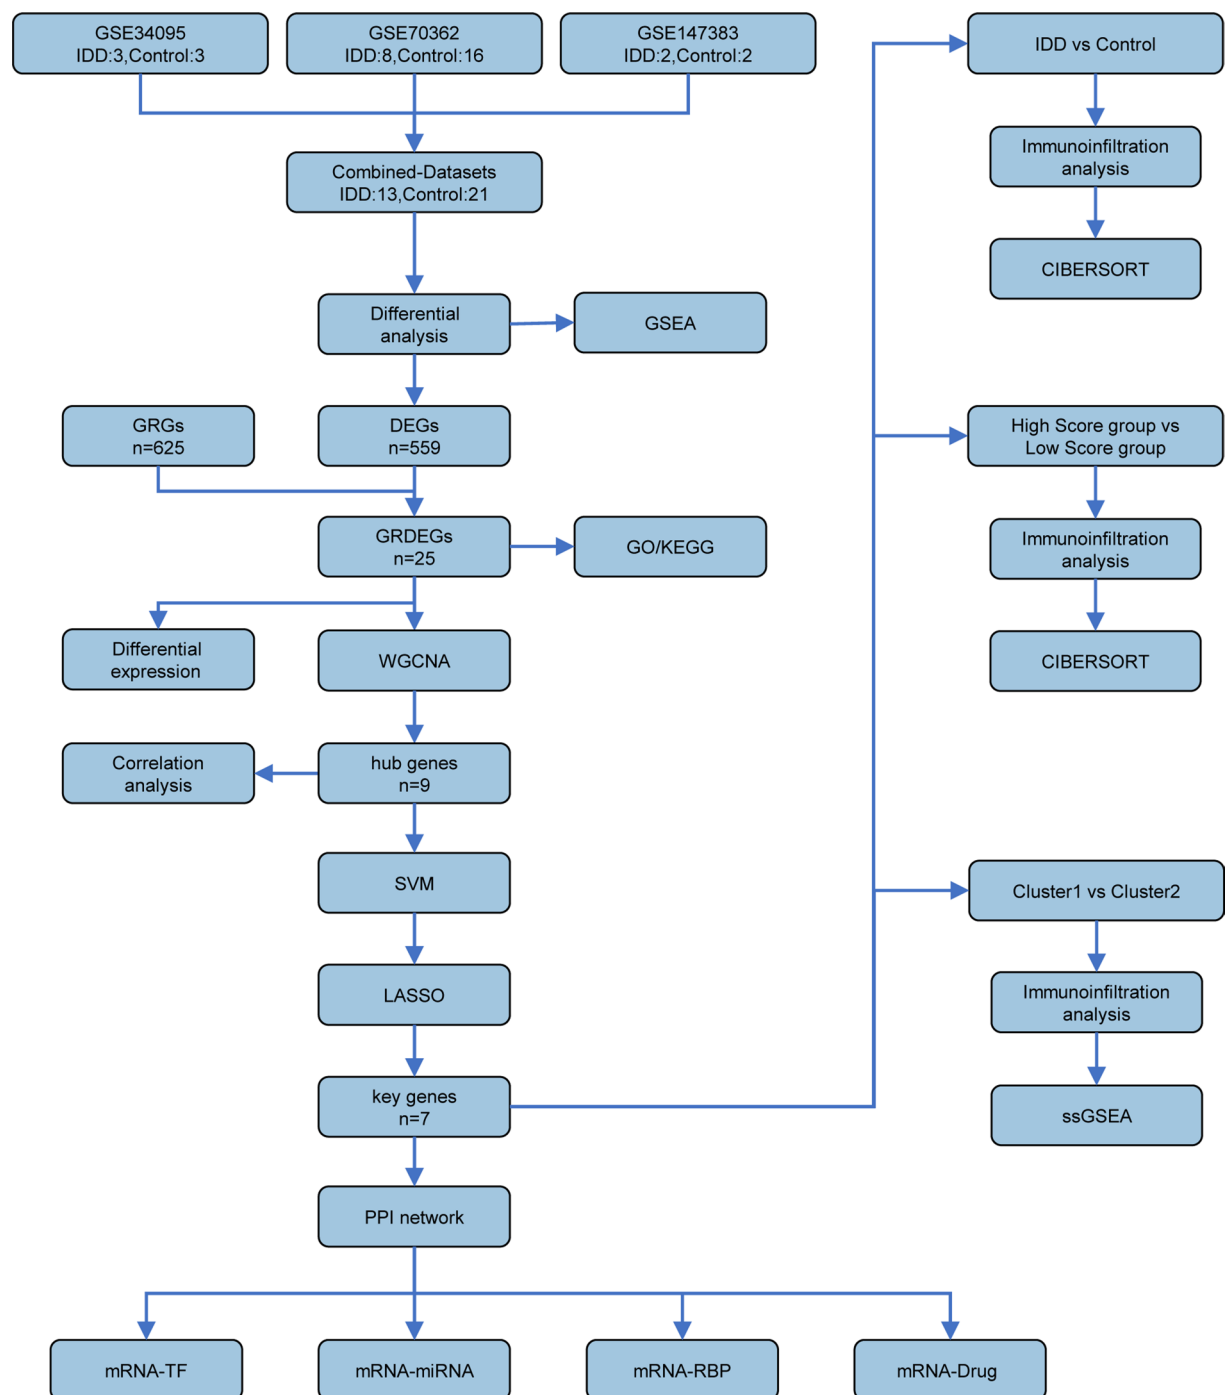 GSE34095
IDD:3,Control:3
GSE70362
IDD:8,Control:16
GSE147383
IDD:2,Control:2
Combined-Datasets
IDD:13,Control:21
Differential
analysis
GSEA
GRGs
n=625
DEGs
n=559
GRDEGs
n=25
GO/KEGG
Differential
expression
WGCNA
Correlation
analysis
hub genes
n=9
SVM
LASSO
key genes
n=7
PPI network
mRNA-TF
mRNA-miRNA
mRNA-RBP
mRNA-Drug
IDD vs Control
Immunoinfiltration
analysis
CIBERSORT
High Score group vs
Low Score group
Immunoinfiltration
analysis
CIBERSORT
Cluster1 vs Cluster2
Immunoinfiltration
analysis
ssGSEA